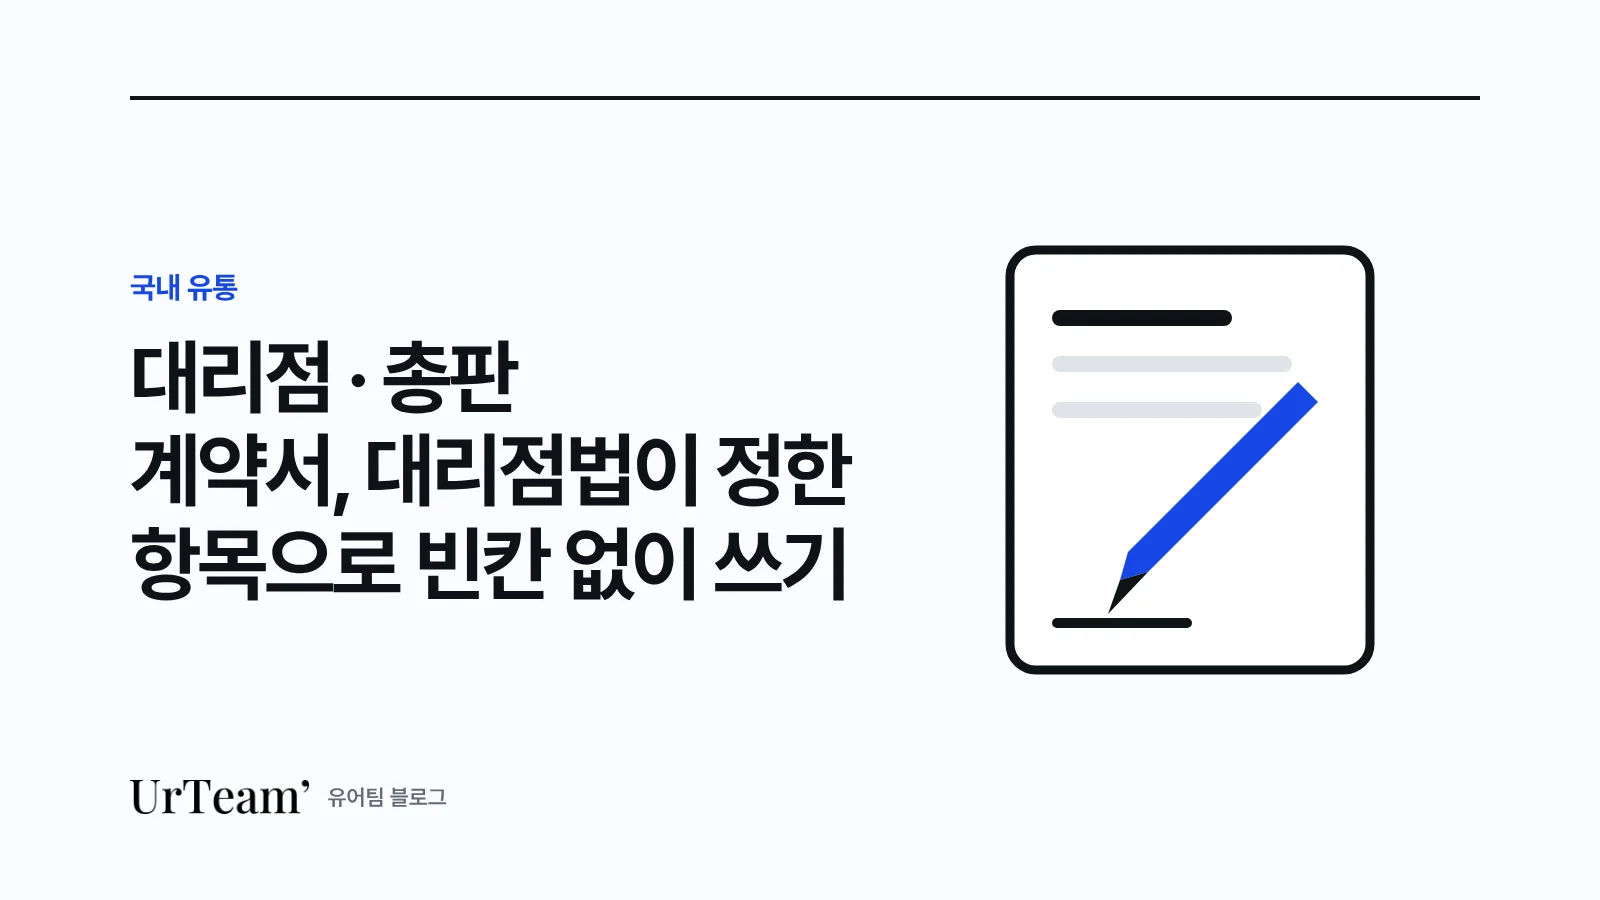 국내 유통
대리점 · 총판
계약서, 대리점법이 정한
항목으로 빈칸 없이 쓰기
UrTeam’ 유어팀 블로그